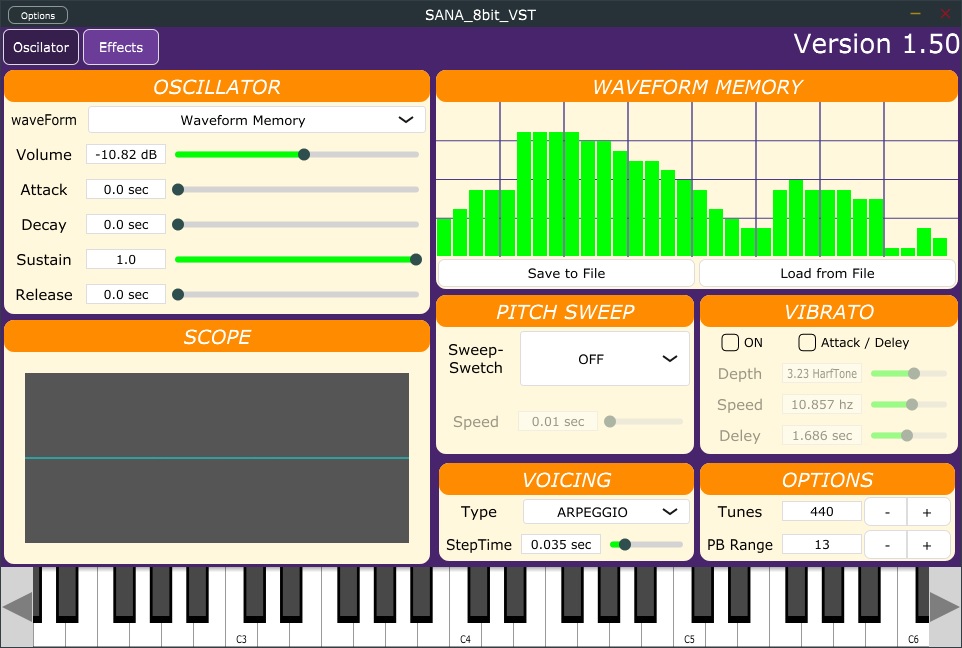 Options
SANA_8bit_VST
Oscilator
Effects
Version 1.50
OSCILLATOR
waveForm
Waveform Memory
Volume
-10.82 dB
Attack
0.0 sec
Decay
0.0 sec
Sustain
1.0
Release
0.0 sec
SCOPE
WAVEFORM MEMORY
Save to File
Load from File
PITCH SWEEP
Sweep-
Swetch
OFF
Speed
0.01 sec
VIBRATO
ON
Attack / Deley
Depth
3.23 HarfTone
Speed
10.857 hz
Deley
1.686 sec
VOICING
Type
ARPEGGIO
StepTime
0.035 sec
OPTIONS
Tunes
440
-
+
PB Range
13
-
+
C3
C4
C5
C6